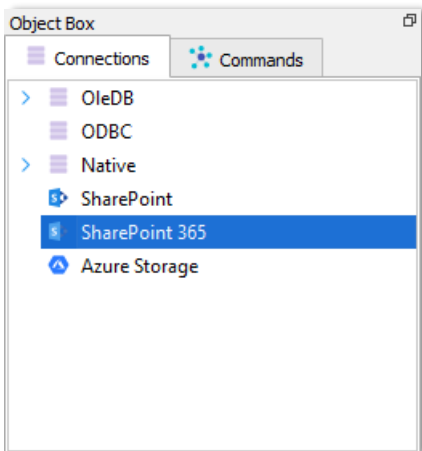 Object Box
Connections
Commands
OleDB
ODBC
Native
SharePoint
SharePoint 365
Azure Storage